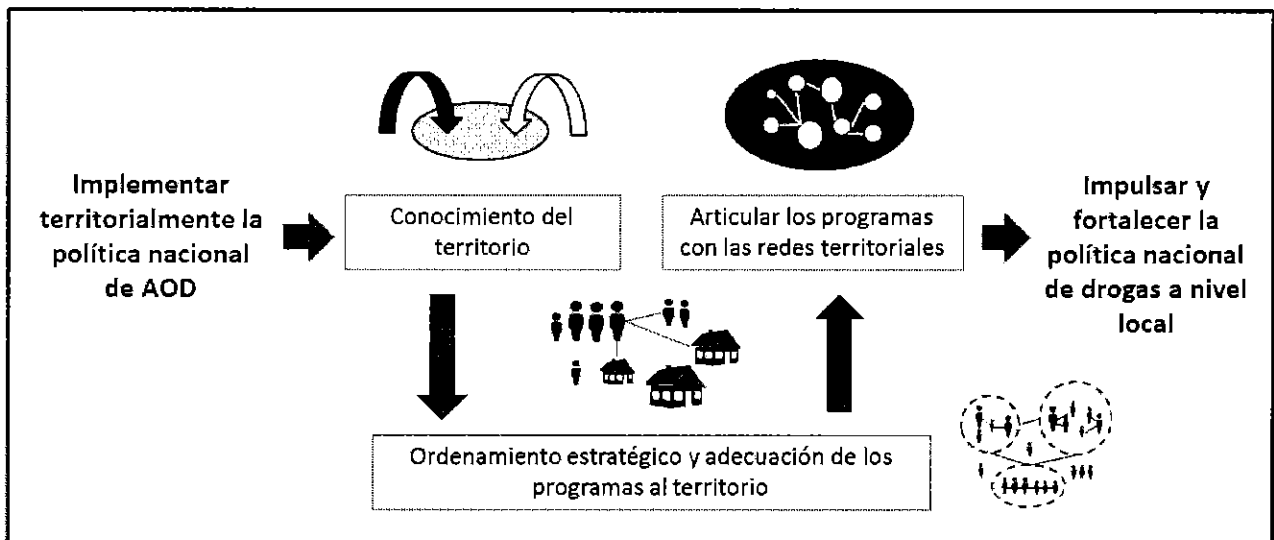 Implementar
territorialmente la
política nacional
de AOD
Conocimiento del
territorio
Ordenamiento estratégico y adecuación de los
programas al territorio
Articular los programas
con las redes territoriales
Impulsar y
fortalecer la
política nacional
de drogas a nivel
local